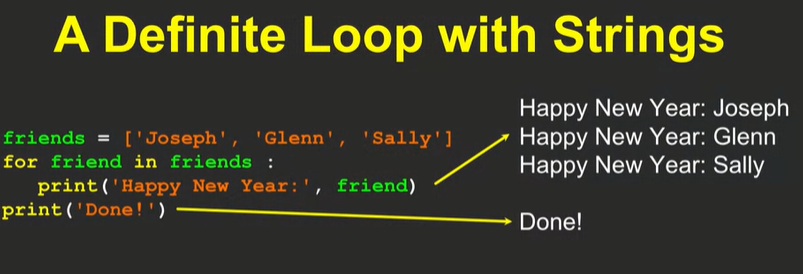 A Definite Loop with Strings
friends = ['Joseph', 'Glenn', 'Sally']
for friend in friends :
   print('Happy New Year:', friend)
print('Done!')
Happy New Year: Joseph
Happy New Year: Glenn
Happy New Year: Sally
Done!